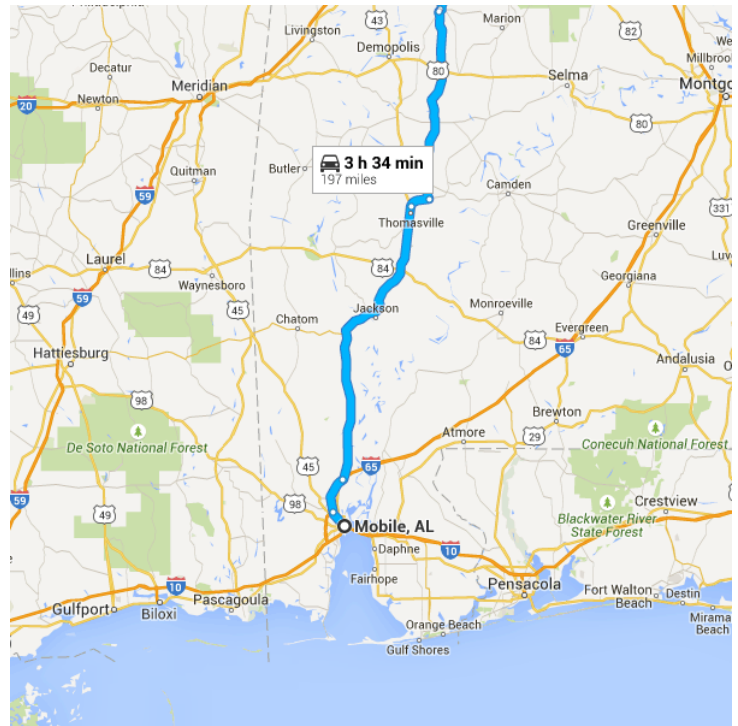 Philadelphia
Livingston
43
Marion
82
Demopolis
Decatur
Meridian
80
Selma
Millbrook
20
Newton
80
Montgo
3 h 34 min
197 miles
Butler
Quitman
59
Camden
331
Thomasville
Greenville
Laurel
84
84
Waynesboro
Georgiana
59
49
45
Jackson
Monroeville
Chatom
84
Evergreen
65
Hattiesburg
Andalusia
98
Brewton
De Soto National Forest
Atmore
29
Conecuh National Forest
45
65
59
98
Crestview
49
Mobile, AL
Blackwater River
State Forest
Daphne
10
10
Fairhope
Pensacola
Fort Walton
Beach
Destin
Gulfport
Biloxi
Pascagoula
Orange Beach
Gulf Shores
Mirama
Beach